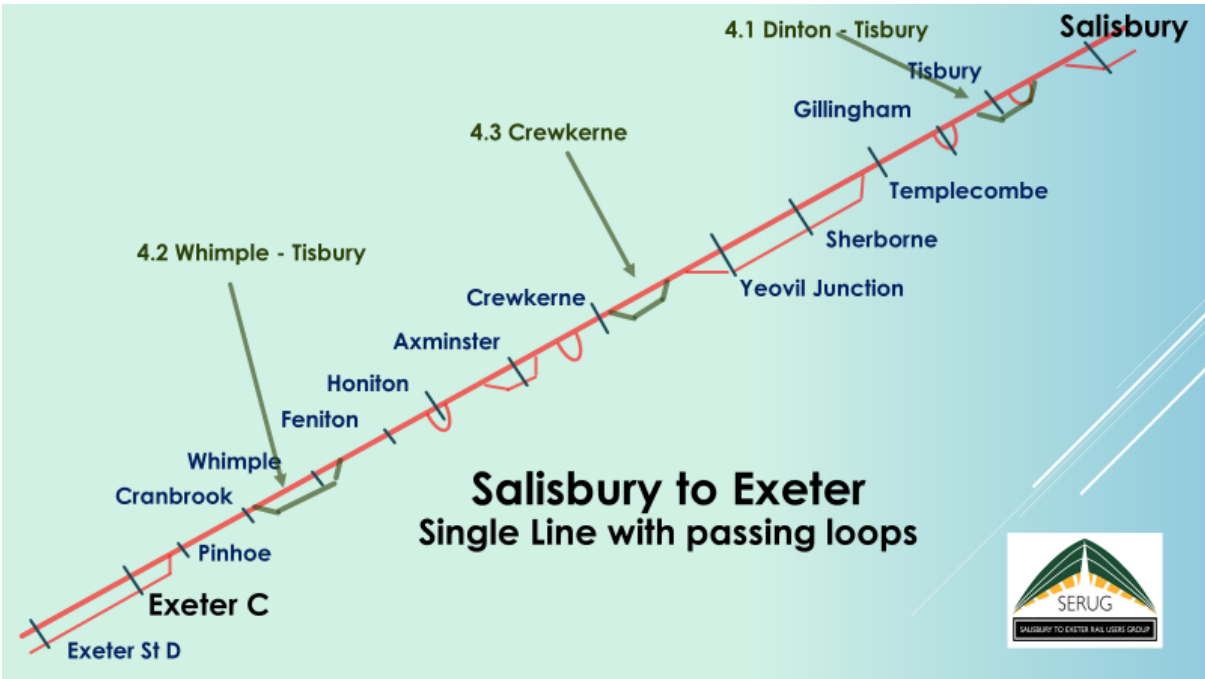 4.1 Dinton - Tisbury
Salisbury
Tisbury
Gillingham
4.3 Crewkerne
Templecombe
Sherborne
4.2 Whimple - Tisbury
Yeovil Junction
Crewkerne
Axminster
Honiton
Feniton
Whimple
Cranbrook
Salisbury to Exeter
Single Line with passing loops
Pinhoe
Exeter C
Exeter St D
SERUG
SALISBURY TO EXETER RAIL USERS GROUP